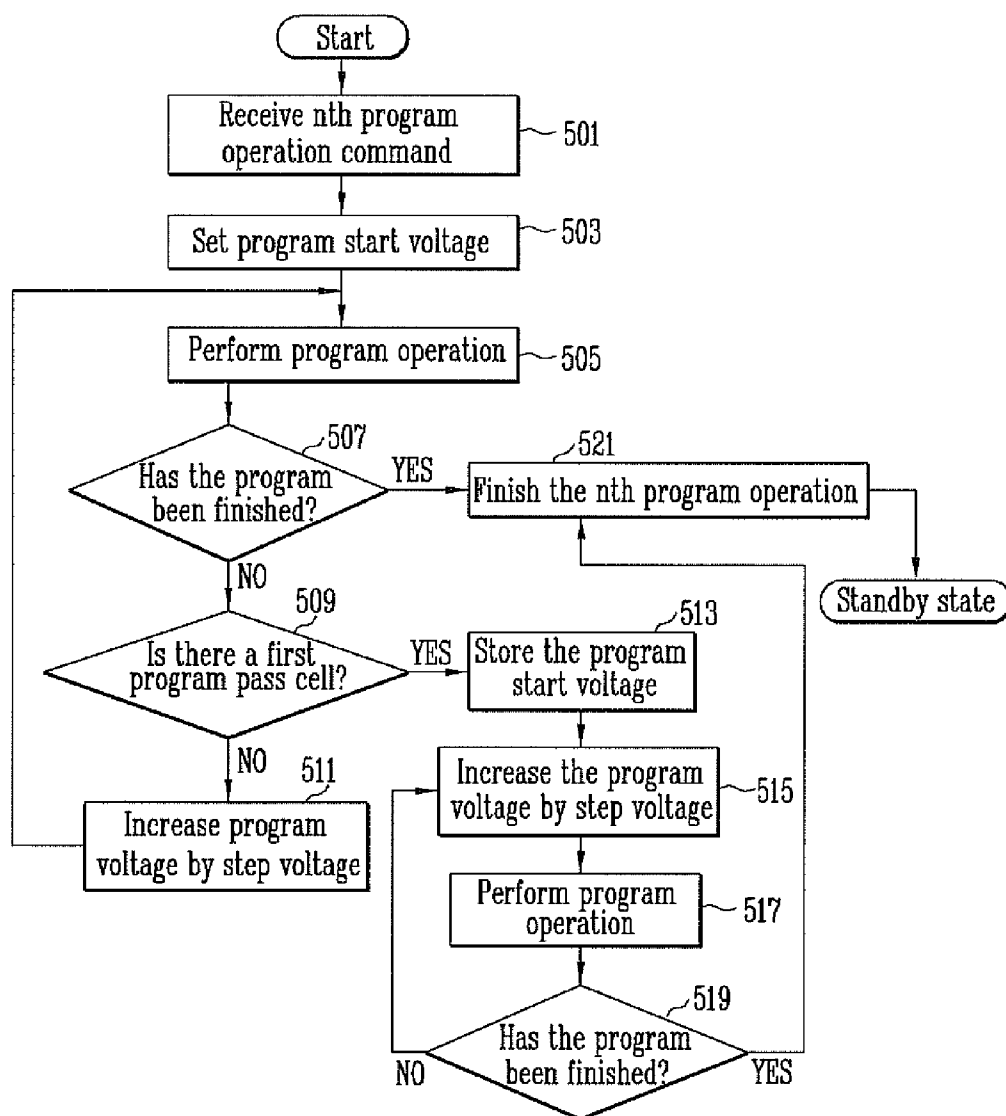 Start
Receive nth program
operation command
501
Set program start voltage
503
Perform program operation
505
507
Has the program
been finished?
YES
NO
521
Finish the nth program operation
Standby state
509
Is there a first
program pass cell?
YES
NO
513
Store the program
start voltage
511
Increase program
voltage by step voltage
Increase the program
voltage by step voltage
515
Perform program
operation
517
519
Has the program
been finished?
NO
YES